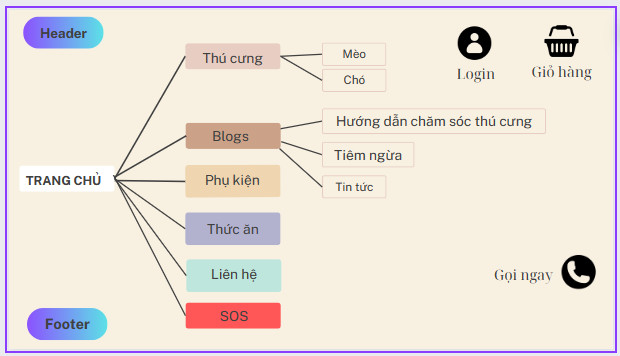 Header
Thú cưng
Mèo
Chó
Login
Giỏ hàng
Blogs
Hướng dẫn chăm sóc thú cưng
Tiêm ngừa
Tin tức
TRANG CHỦ
Phụ kiện
Thức ăn
Liên hệ
Gọi ngay
SOS
Footer